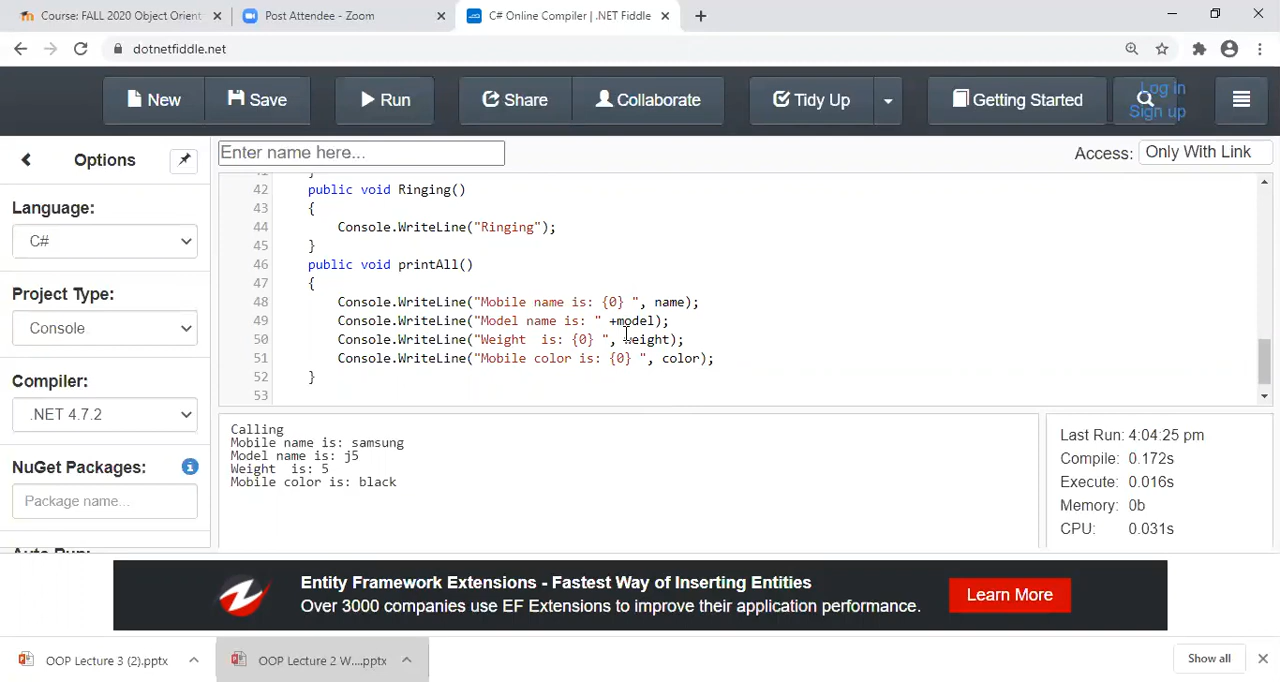 Course: FALL 2020 Object Orient
Post Attendee - Zoom
C# Online Compiler | .NET Fiddle
dotnetfiddle.net
New
Save
Run
Share
Collaborate
Tidy Up
Getting Started
Log in
Sign up
Options
Enter name here...
Access:
Only With Link
Language:
C#
Project Type:
Console
Compiler:
.NET 4.7.2
NuGet Packages:
Package name...
42 public void Ringing()
43 {
44 Console.WriteLine("Ringing");
45 }
46 public void printAll()
47 {
48 Console.WriteLine("Mobile name is: {0} ", name);
49 Console.WriteLine("Model name is: " +model);
50 Console.WriteLine("Weight  is: {0} ", weight);
51 Console.WriteLine("Mobile color is: {0} ", color);
52 }
53
Calling
Mobile name is: samsung
Model name is: j5
Weight  is: 5
Mobile color is: black
Last Run: 4:04:25 pm
Compile: 0.172s
Execute: 0.016s
Memory: 0b
CPU: 0.031s
Entity Framework Extensions - Fastest Way of Inserting Entities
Over 3000 companies use EF Extensions to improve their application performance.
Learn More
OOP Lecture 3 (2).pptx
OOP Lecture 2 W....pptx
Show all